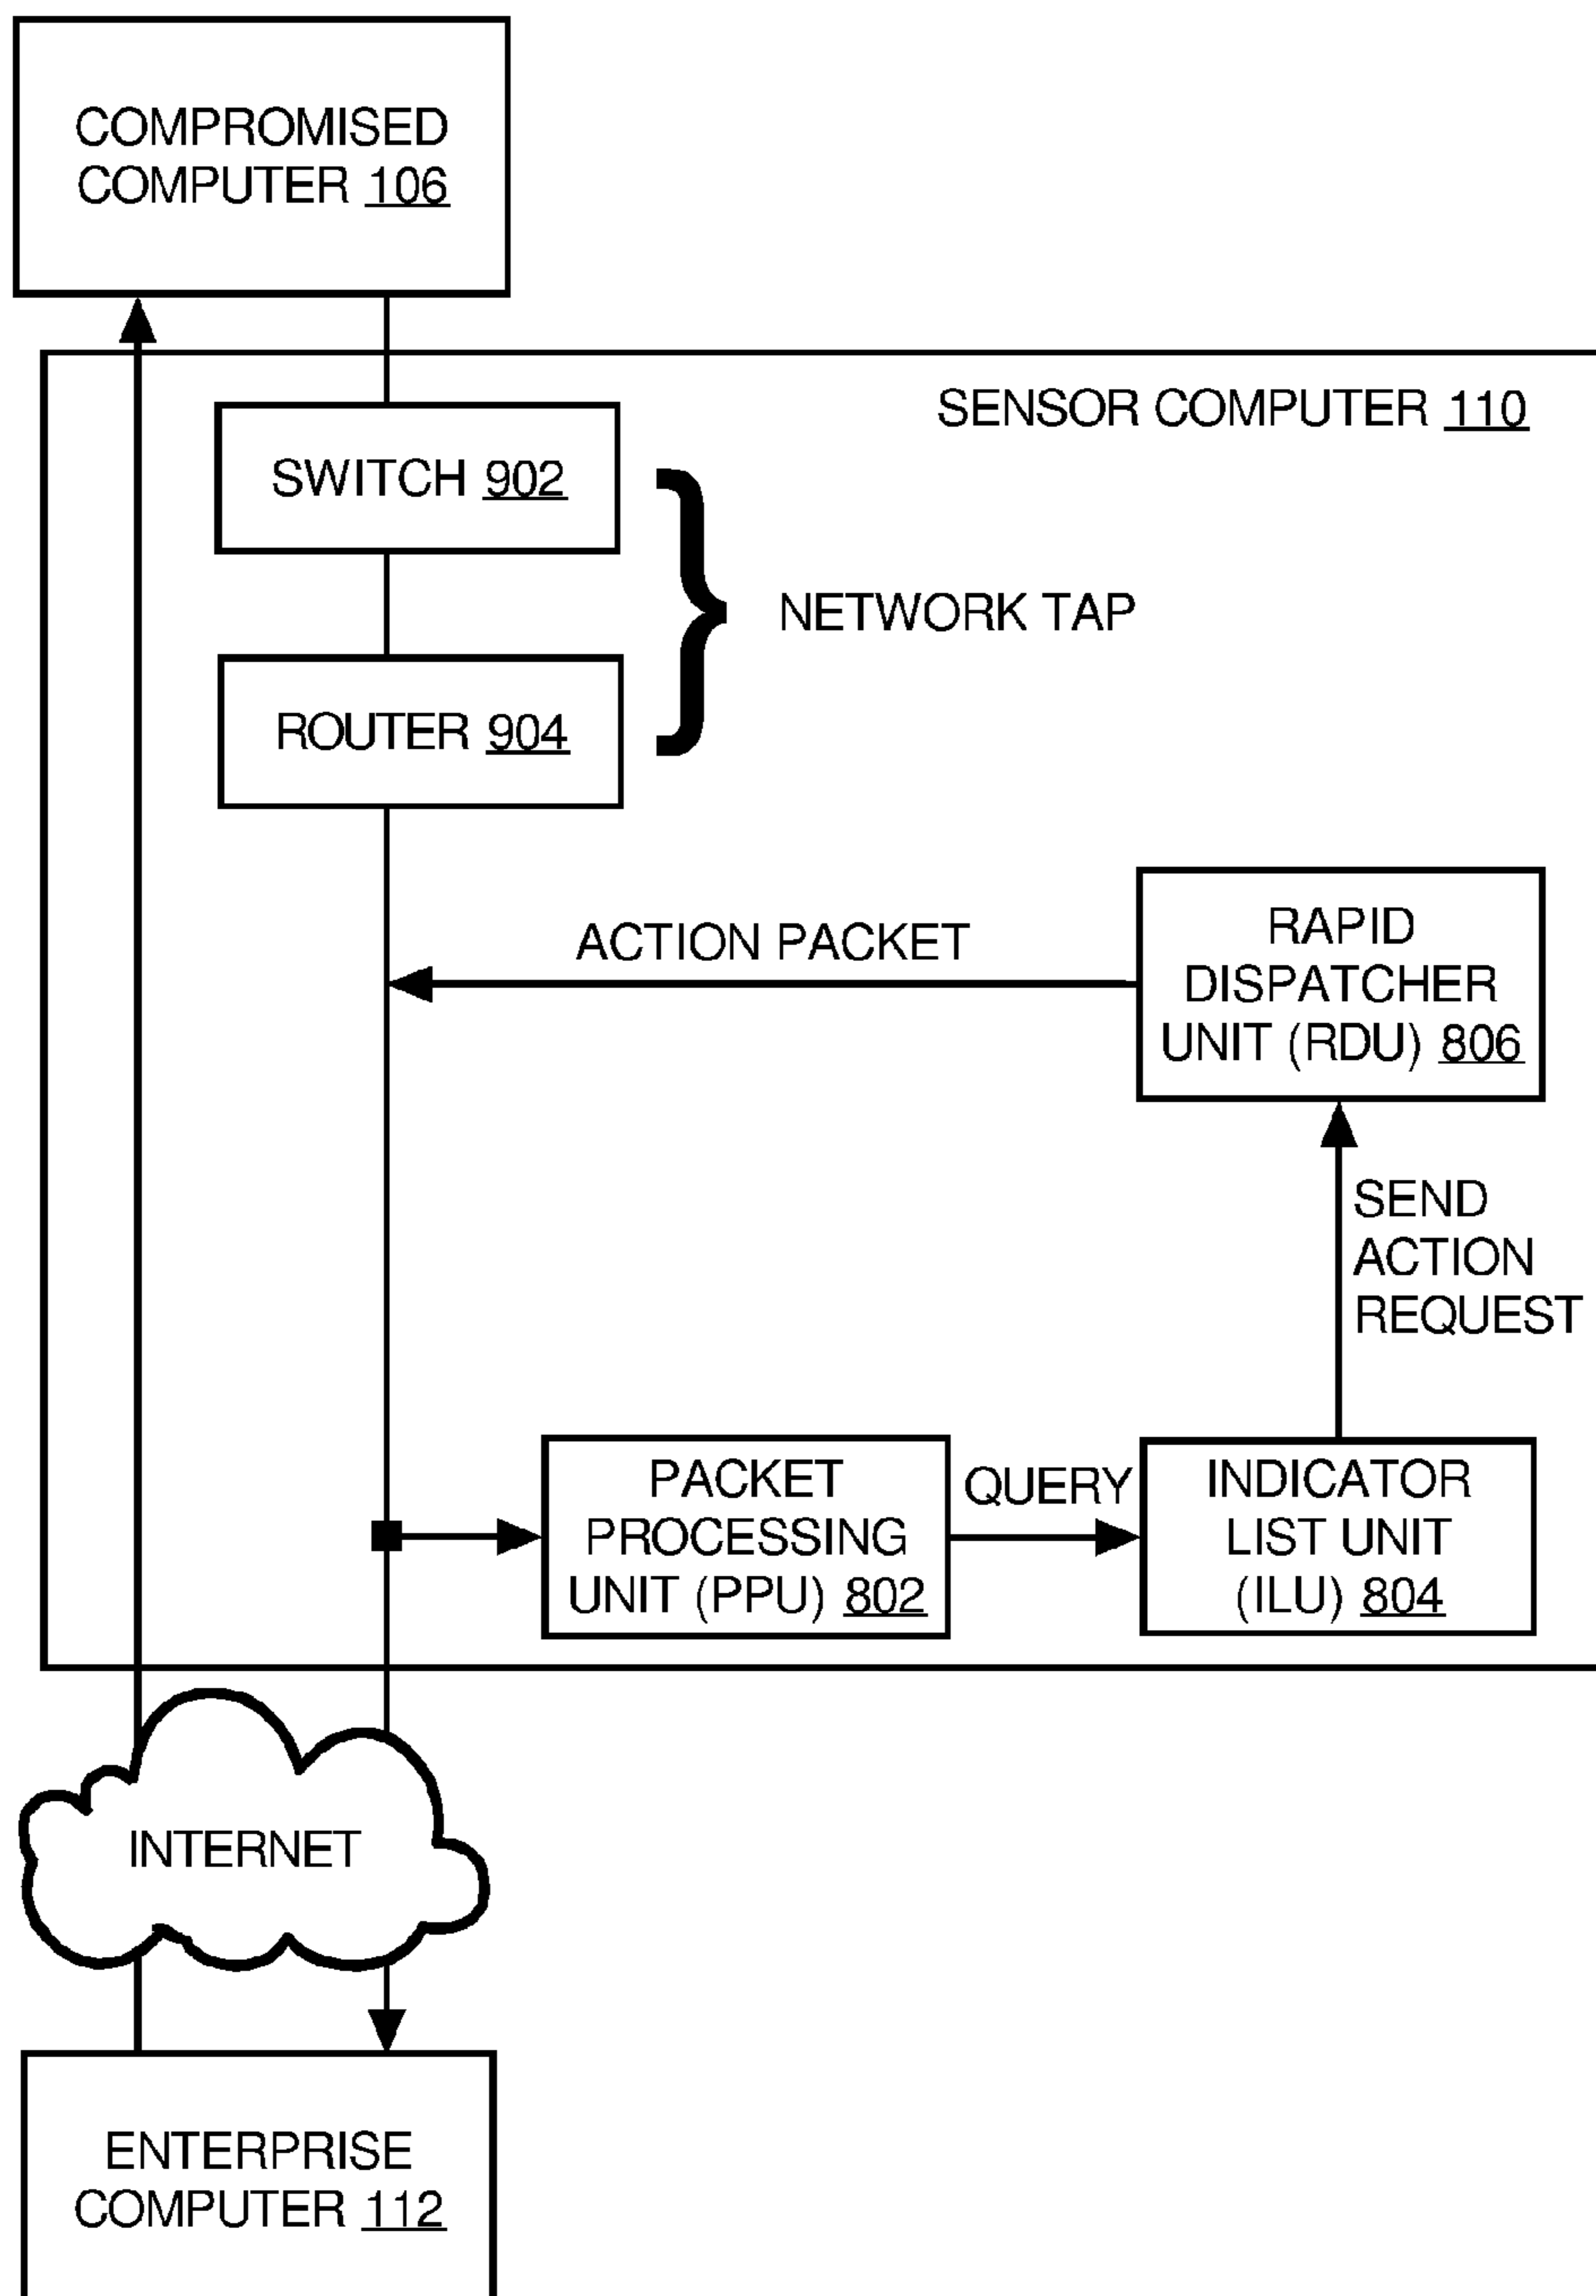 COMPROMISED
COMPUTER 106
SENSOR COMPUTER 110
SWITCH 902
NETWORK TAP
ROUTER 904
ACTION PACKET
RAPID
DISPATCHER
UNIT (RDU) 806
SEND
ACTION
REQUEST
PACKET
PROCESSING
UNIT (PPU) 802
QUERY
INDICATOR
LIST UNIT
(ILU) 804
INTERNET
ENTERPRISE
COMPUTER 112